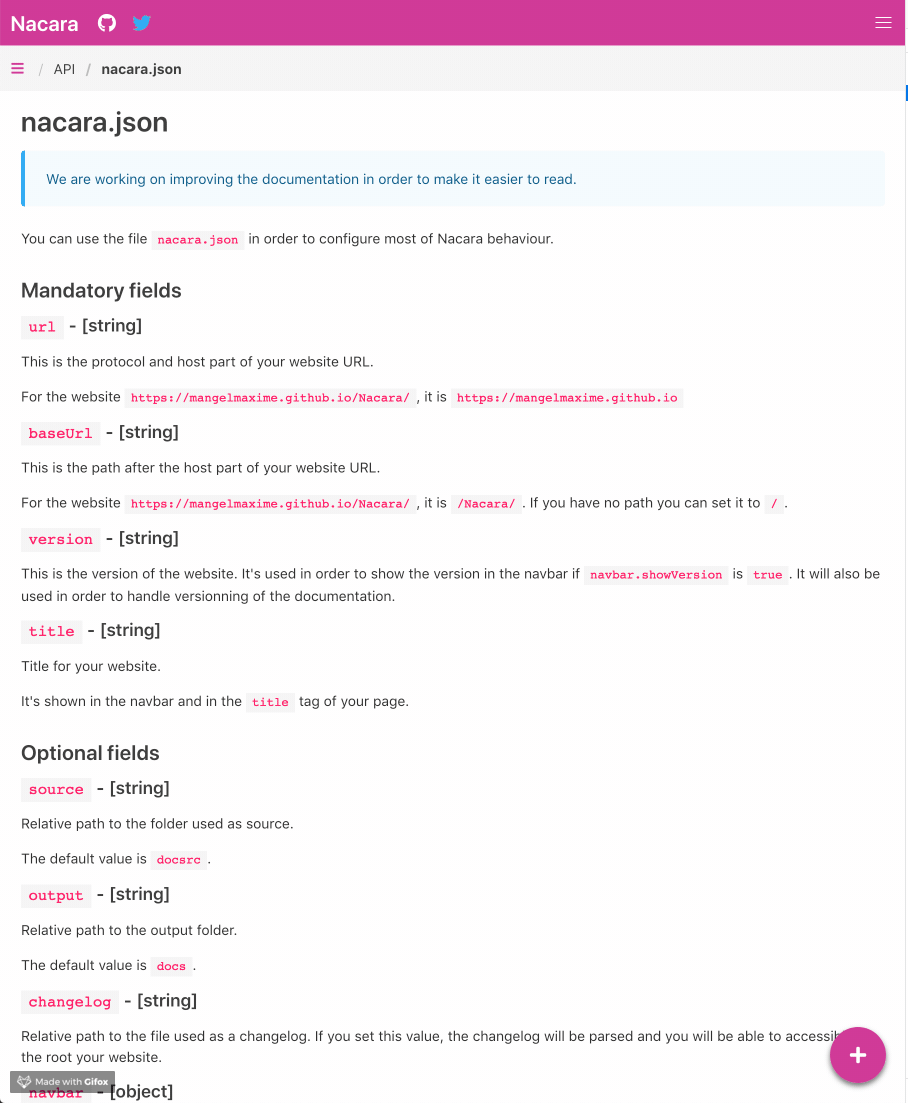 Nacara
/ API / nacara.json
nacara.json
We are working on improving the documentation in order to make it easier to read.
You can use the file nacara.json in order to configure most of Nacara behaviour.
Mandatory fields
url - [string]
This is the protocol and host part of your website URL.
For the website https://mangelmaxime.github.io/Nacara/ , it is https://mangelmaxime.github.io
baseUrl - [string]
This is the path after the host part of your website URL.
For the website https://mangelmaxime.github.io/Nacara/ , it is /Nacara/ . If you have no path you can set it to / .
version - [string]
This is the version of the website. It's used in order to show the version in the navbar if navbar.showVersion is true . It will also be
used in order to handle versionning of the documentation.
title - [string]
Title for your website.
It's shown in the navbar and in the title tag of your page.
Optional fields
source - [string]
Relative path to the folder used as source.
The default value is docsrc .
output - [string]
Relative path to the output folder.
The default value is docs .
changelog - [string]
Relative path to the file used as a changelog. If you set this value, the changelog will be parsed and you will be able to
the root your website.
Made with Gifox
navbar - [object]